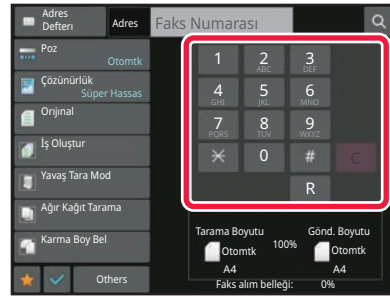 Adres
Defteri
Adres
Faks Numarası
Poz
Otomtk
Çözünürlük
Süper Hassas
Orijinal
İş Oluştur
Yavaş Tara Mod
Ağır Kağıt Tarama
Karma Boy Bel
Others
1
2
ABC
3
DEF
4
GHI
5
JKL
6
MNO
7
PQRS
8
TUV
9
WXYZ
0
#
C
R
Tarama Boyutu
Gönd. Boyutu
Otomtk
100%
Otomtk
A4
A4
Faks alım belleği:
0%